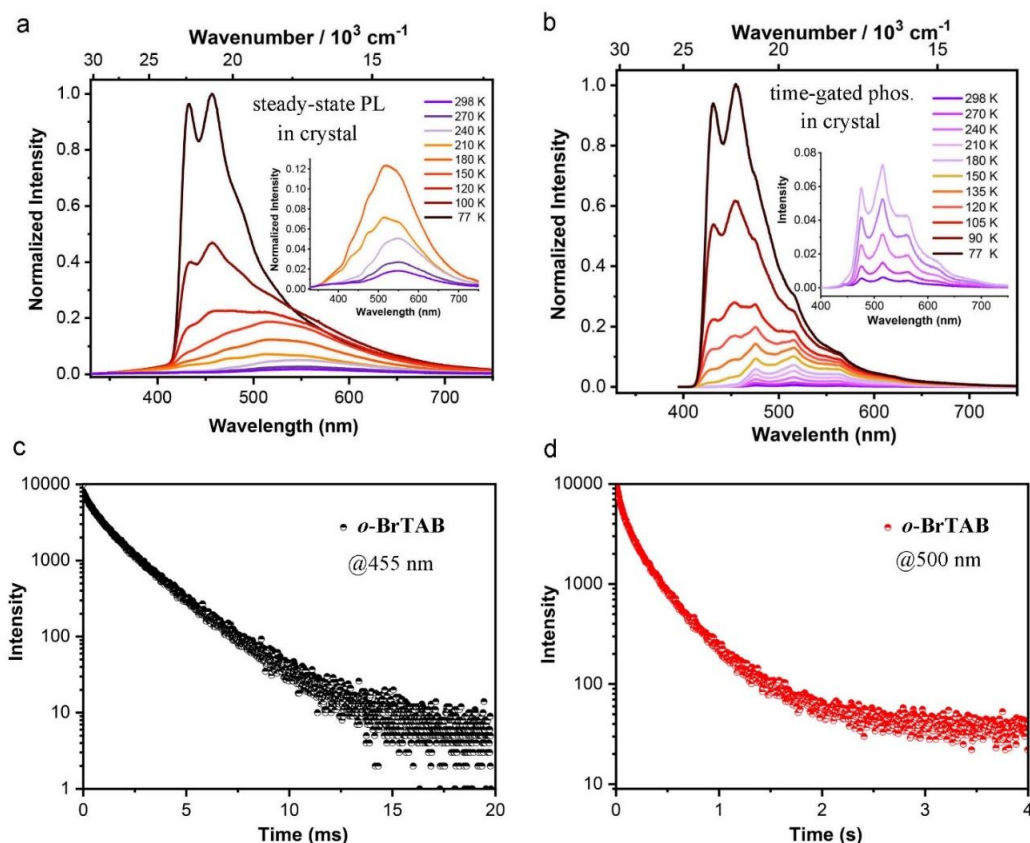 a
Wavenumber / 10³ cm⁻¹
30 25 20 15
Normalized Intensity
1.0
0.8
0.6
0.4
0.2
0.0
steady-state PL
in crystal
298 K
270 K
240 K
210 K
180 K
150 K
120 K
100 K
77 K
Normalized Intensity
0.12
0.10
0.08
0.06
0.04
0.02
0.00
400 500 600 700
Wavelength (nm)
400 500 600 700
Wavelength (nm)
b
Wavenumber / 10³ cm⁻¹
25 20 15
Normalized Intensity
1.0
0.8
0.6
0.4
0.2
0.0
time-gated phos.
in crystal
298 K
270 K
240 K
210 K
180 K
150 K
135 K
120 K
105 K
90 K
77 K
Intensity
0.08
0.06
0.04
0.02
0.00
400 500 600 700
Wavelength (nm)
400 500 600 700
Wavelenth (nm)
c
Intensity
10000
1000
100
10
1
o-BrTAB
@455 nm
0 5 10 15 20
Time (ms)
d
Intensity
10000
1000
100
10
o-BrTAB
@500 nm
0 1 2 3 4
Time (s)